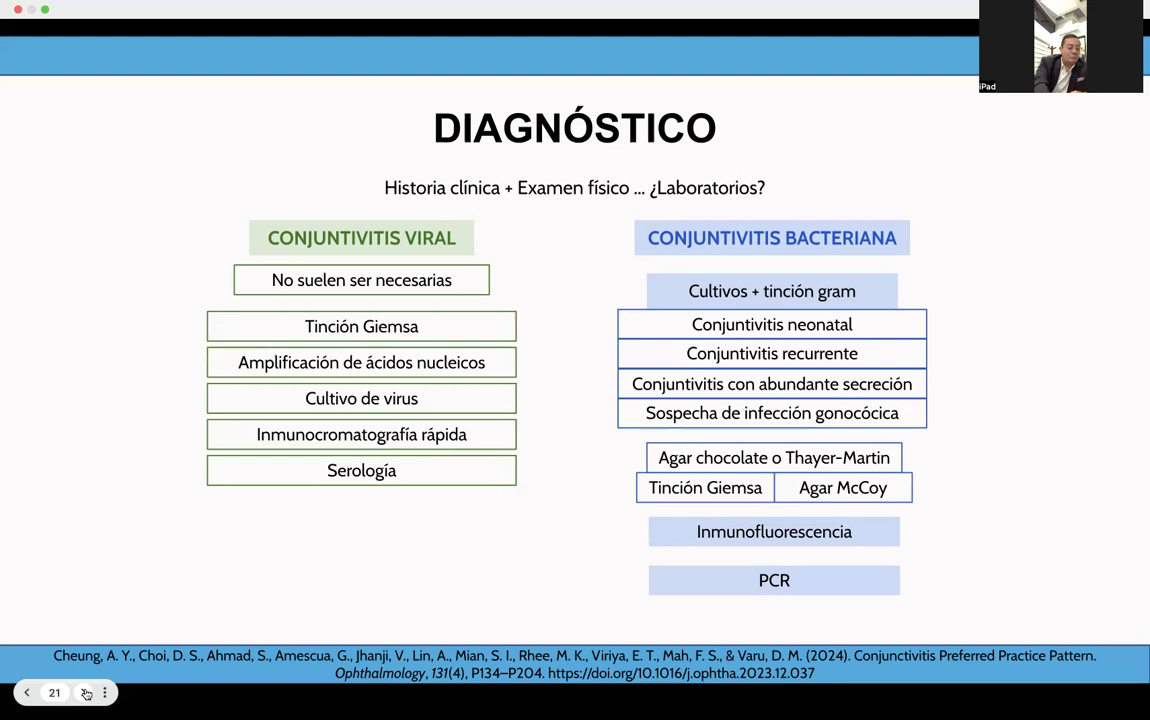 iPad
DIAGNÓSTICO
Historia clínica + Examen físico ... ¿Laboratorios?
CONJUNTIVITIS VIRAL
No suelen ser necesarias
Tinción Giemsa
Amplificación de ácidos nucleicos
Cultivo de virus
Inmunocromatografía rápida
Serología
CONJUNTIVITIS BACTERIANA
Cultivos + tinción gram
Conjuntivitis neonatal
Conjuntivitis recurrente
Conjuntivitis con abundante secreción
Sospecha de infección gonocócica
Agar chocolate o Thayer-Martin
Tinción Giemsa
Agar McCoy
Inmunofluorescencia
PCR
Cheung, A. Y., Choi, D. S., Ahmad, S., Amescua, G., Jhanji, V., Lin, A., Mian, S. I., Rhee, M. K., Viriya, E. T., Mah, F. S., & Varu, D. M. (2024). Conjunctivitis Preferred Practice Pattern.
Ophthalmology, 131(4), P134–P204. https://doi.org/10.1016/j.ophtha.2023.12.037
21